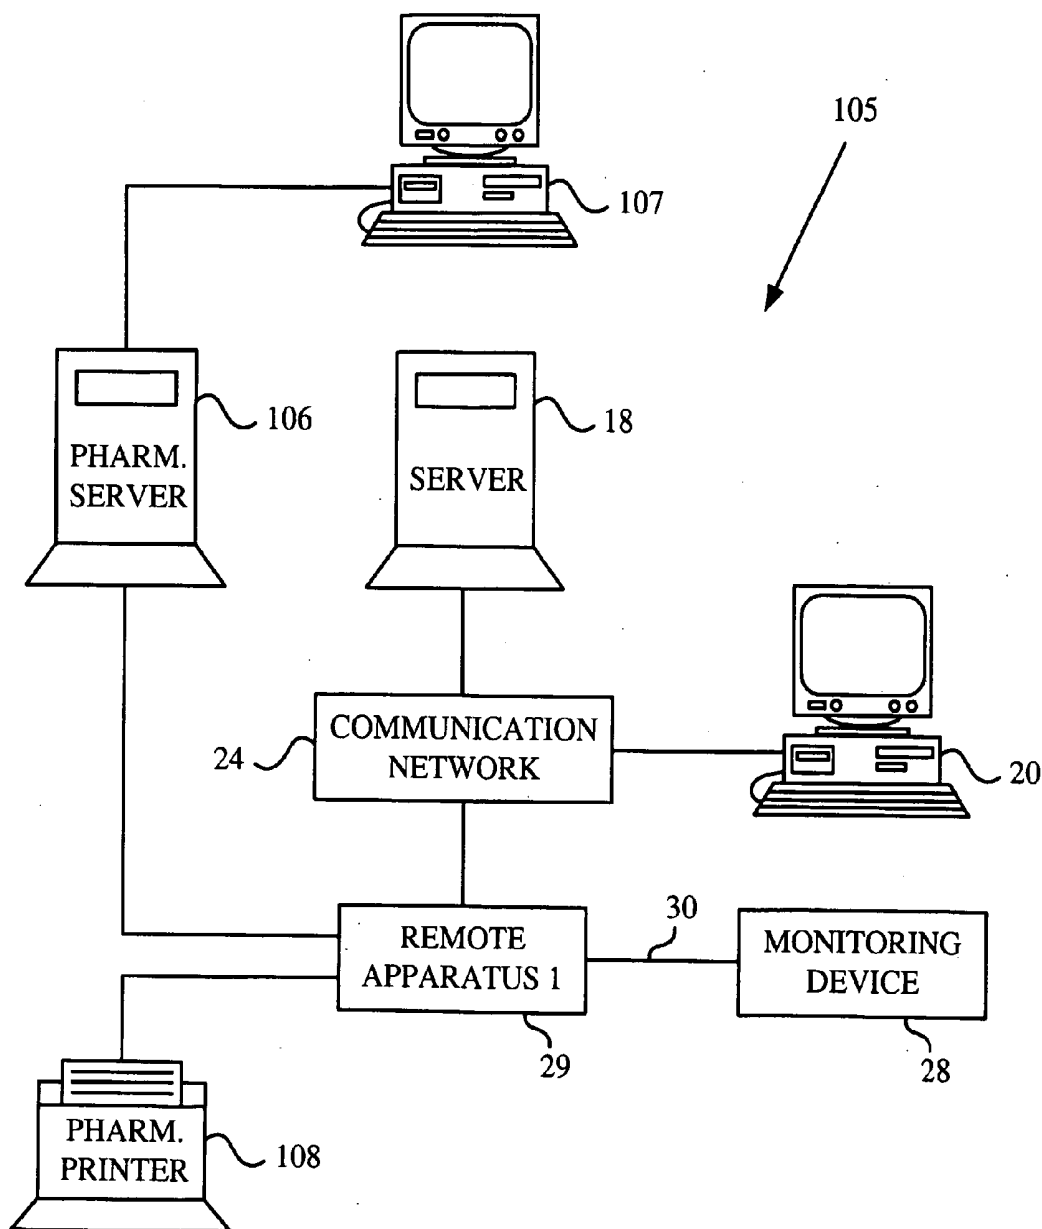 105
107
106
PHARM.
SERVER
18
SERVER
COMMUNICATION
NETWORK
24
20
REMOTE
APPARATUS 1
29
30
MONITORING
DEVICE
28
PHARM.
PRINTER
108